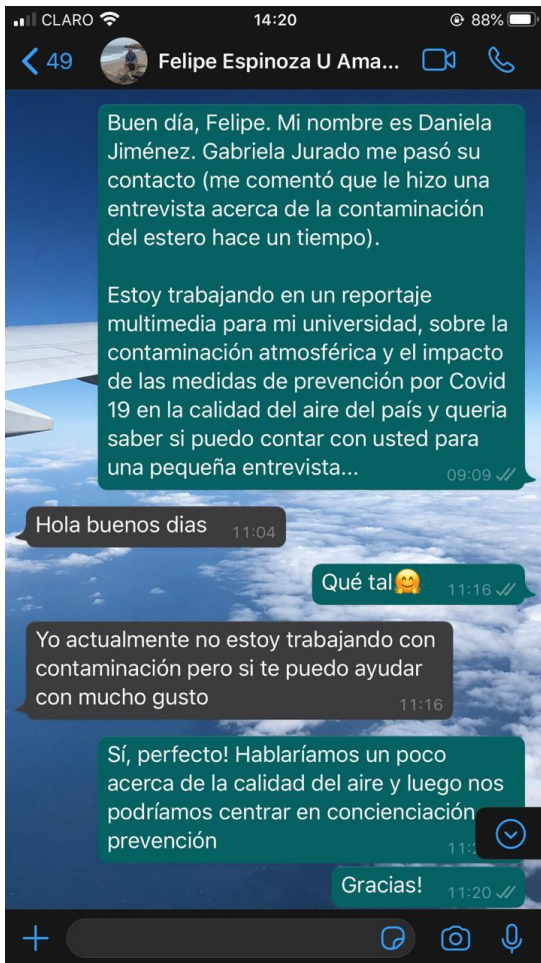 CLARO 14:20 88%
49 Felipe Espinoza U Ama...
Buen día, Felipe. Mi nombre es Daniela
Jiménez. Gabriela Jurado me pasó su
contacto (me comentó que le hizo una
entrevista acerca de la contaminación
del estero hace un tiempo).
Estoy trabajando en un reportaje
multimedia para mi universidad, sobre la
contaminación atmosférica y el impacto
de las medidas de prevención por Covid
19 en la calidad del aire del país y queria
saber si puedo contar con usted para
una pequeña entrevista... 09:09
Hola buenos dias 11:04
Qué tal🤗 11:16
Yo actualmente no estoy trabajando con
contaminación pero si te puedo ayudar
con mucho gusto 11:16
Sí, perfecto! Hablaríamos un poco
acerca de la calidad del aire y luego nos
podríamos centrar en concienciación
prevención
Gracias! 11:20